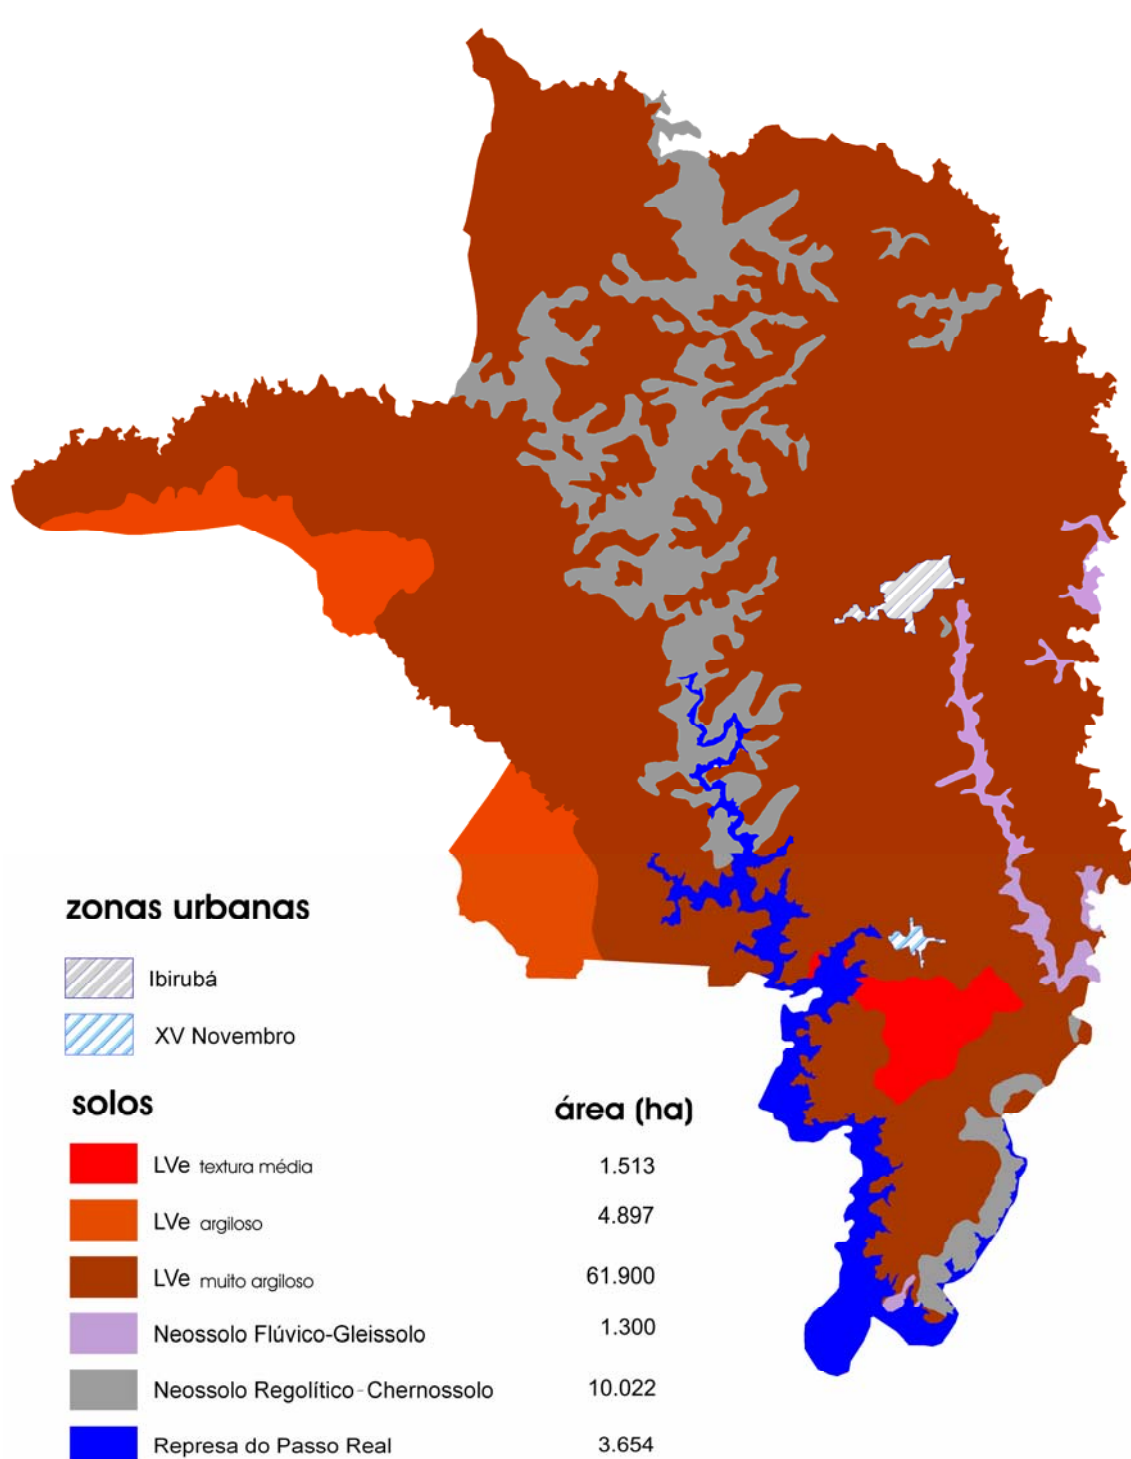 zonas urbanas
Ibirubá
XV Novembro
solos área (ha)
LVe textura média 1.513
LVe argiloso 4.897
LVe muito argiloso 61.900
Neossolo Flúvico-Gleissolo 1.300
Neossolo Regolítico-Chernossolo 10.022
Represa do Passo Real 3.654